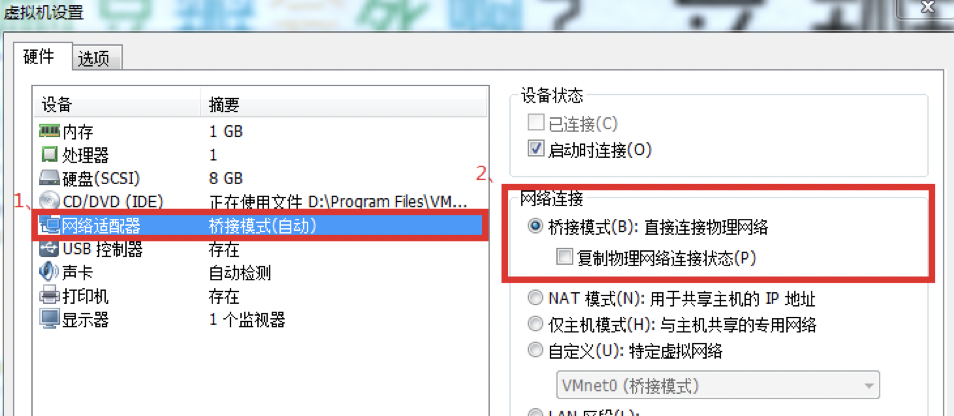 虚拟机设置
硬件 选项
设备 摘要
内存 1 GB
处理器 1
硬盘(SCSI) 8 GB
1、 CD/DVD (IDE) 正在使用文件 D:\Program Files\VM...
网络适配器 桥接模式(自动)
USB 控制器 存在
声卡 自动检测
打印机 存在
显示器 1 个监视器
设备状态
已连接(C)
启动时连接(O)
2、
网络连接
桥接模式(B): 直接连接物理网络
复制物理网络连接状态(P)
NAT 模式(N): 用于共享主机的 IP 地址
仅主机模式(H): 与主机共享的专用网络
自定义(U): 特定虚拟网络
VMnet0 (桥接模式)
LAN 区段(L):